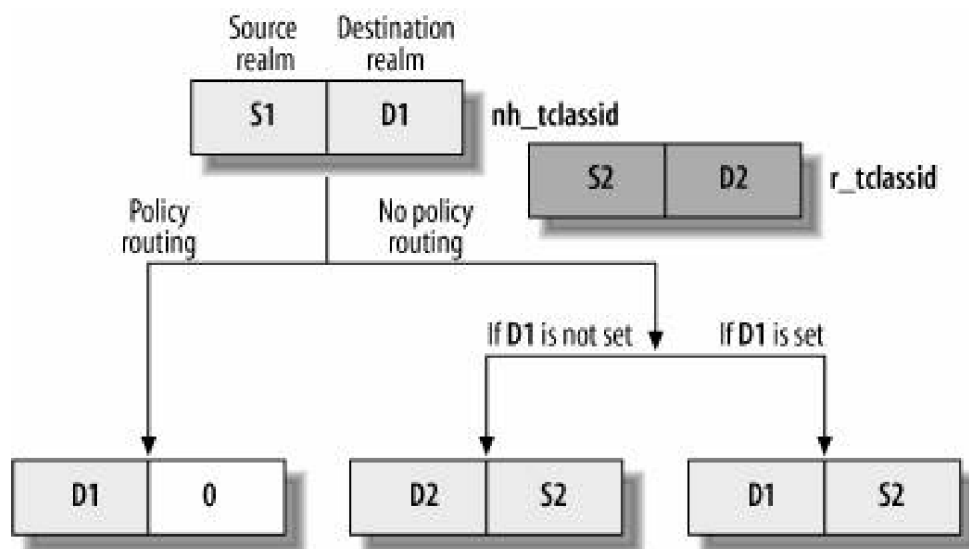 Source realm
Destination realm
S1
D1
nh_tclassid
S2
D2
r_tclassid
Policy routing
No policy routing
If D1 is not set
If D1 is set
D1
0
D2
S2
D1
S2